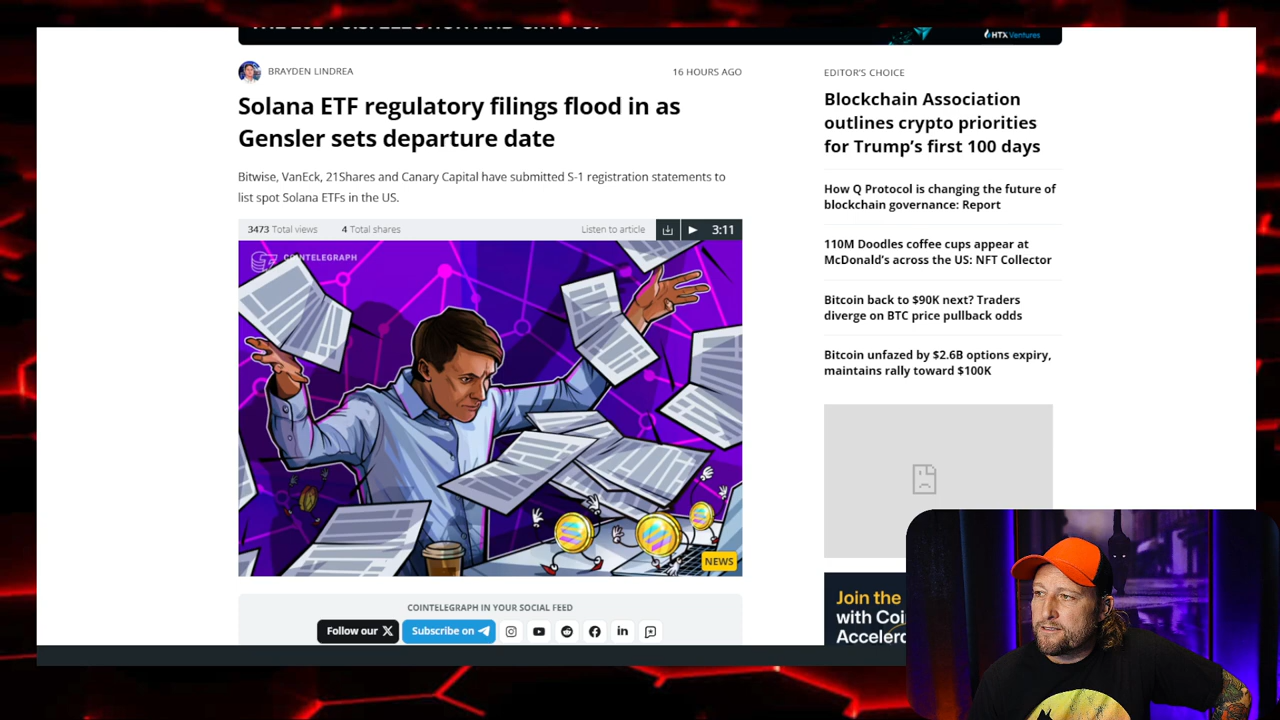 HTX Ventures
BRAYDEN LINDREA
16 HOURS AGO
Solana ETF regulatory filings flood in as
Gensler sets departure date
Bitwise, VanEck, 21Shares and Canary Capital have submitted S-1 registration statements to
list spot Solana ETFs in the US.
3473 Total views
4 Total shares
Listen to article
3:11
COINTELEGRAPH
NEWS
COINTELEGRAPH IN YOUR SOCIAL FEED
Follow our X
Subscribe on
EDITOR'S CHOICE
Blockchain Association
outlines crypto priorities
for Trump's first 100 days
How Q Protocol is changing the future of
blockchain governance: Report
110M Doodles coffee cups appear at
McDonald's across the US: NFT Collector
Bitcoin back to $90K next? Traders
diverge on BTC price pullback odds
Bitcoin unfazed by $2.6B options expiry,
maintains rally toward $100K
Join the
with Coi
Accelera